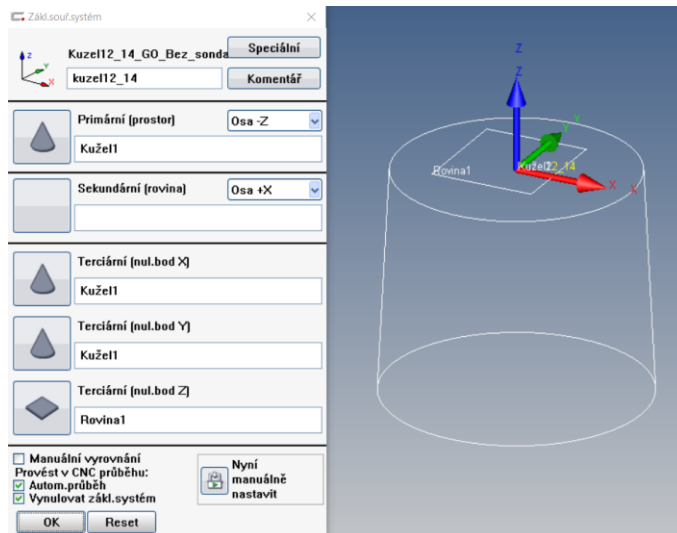 Zákl.souř.systém
Kuzel12_14_GO_Bez_sonda
Speciální
kuzel12_14
Komentář
Primární (prostor)
Osa -Z
Kužel1
Sekundární (rovina)
Osa +X
Terciární (nul.bod X)
Kužel1
Terciární (nul.bod Y)
Kužel1
Terciární (nul.bod Z)
Rovina1
Manuální vyrovnání
Provést v CNC průběhu:
Autom.průběh
Vynulovat zákl.systém
Nyní
manuálně
nastavit
OK
Reset
Z
Z
Y
Y
Rovina1
X
X
Z
Y
X